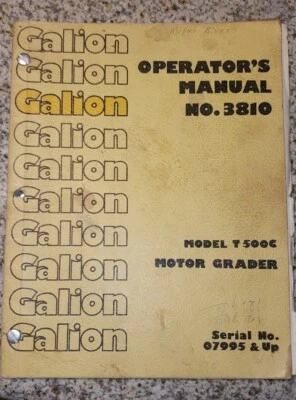 Galion
Galion
Galion
Galion
Galion
Galion
Galion
Galion
Galion
Galion
OPERATOR'S
MANUAL
NO. 3810
MODEL T 500C
MOTOR GRADER
Serial No.
07995 & Up